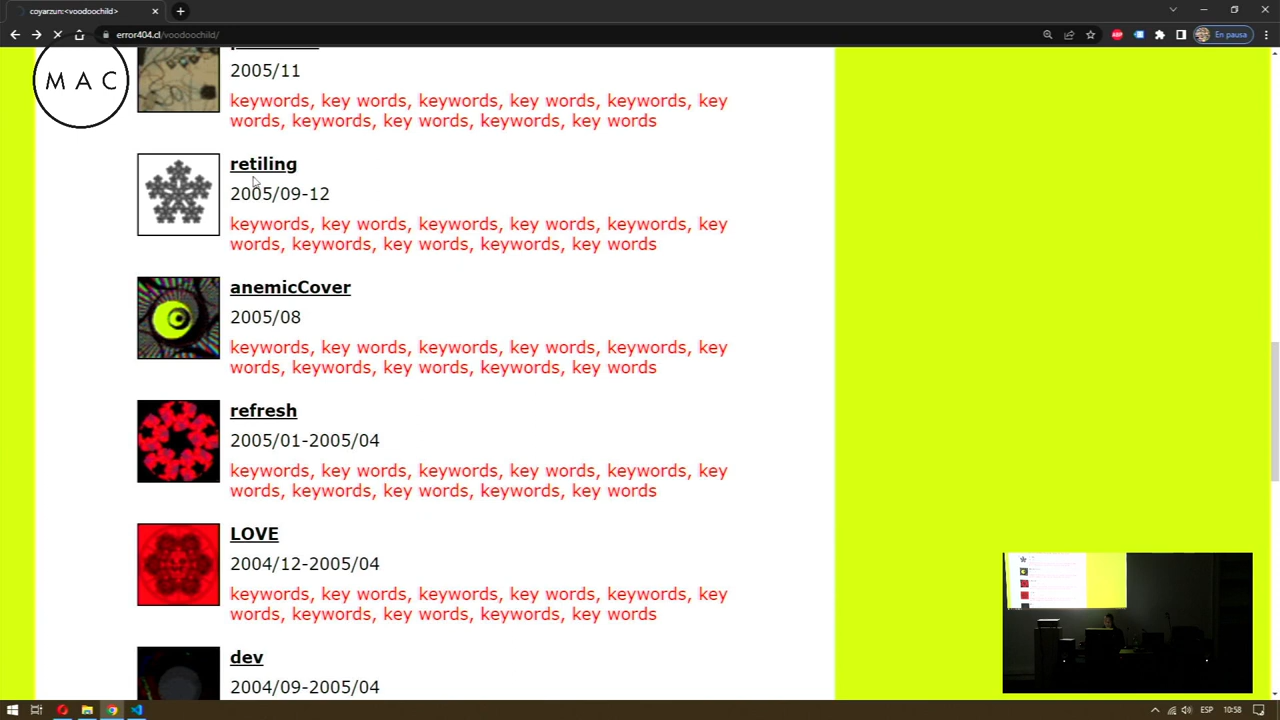 coyarzun:<voodoochild>
error404.cl/voodoochild/
En pausa
M A C
2005/11
keywords, key words, keywords, key words, keywords, key
words, keywords, key words, keywords, key words
retiling
2005/09-12
keywords, key words, keywords, key words, keywords, key
words, keywords, key words, keywords, key words
anemicCover
2005/08
keywords, key words, keywords, key words, keywords, key
words, keywords, key words, keywords, key words
refresh
2005/01-2005/04
keywords, key words, keywords, key words, keywords, key
words, keywords, key words, keywords, key words
LOVE
2004/12-2005/04
keywords, key words, keywords, key words, keywords, key
words, keywords, key words, keywords, key words
dev
2004/09-2005/04
ESP
10:58